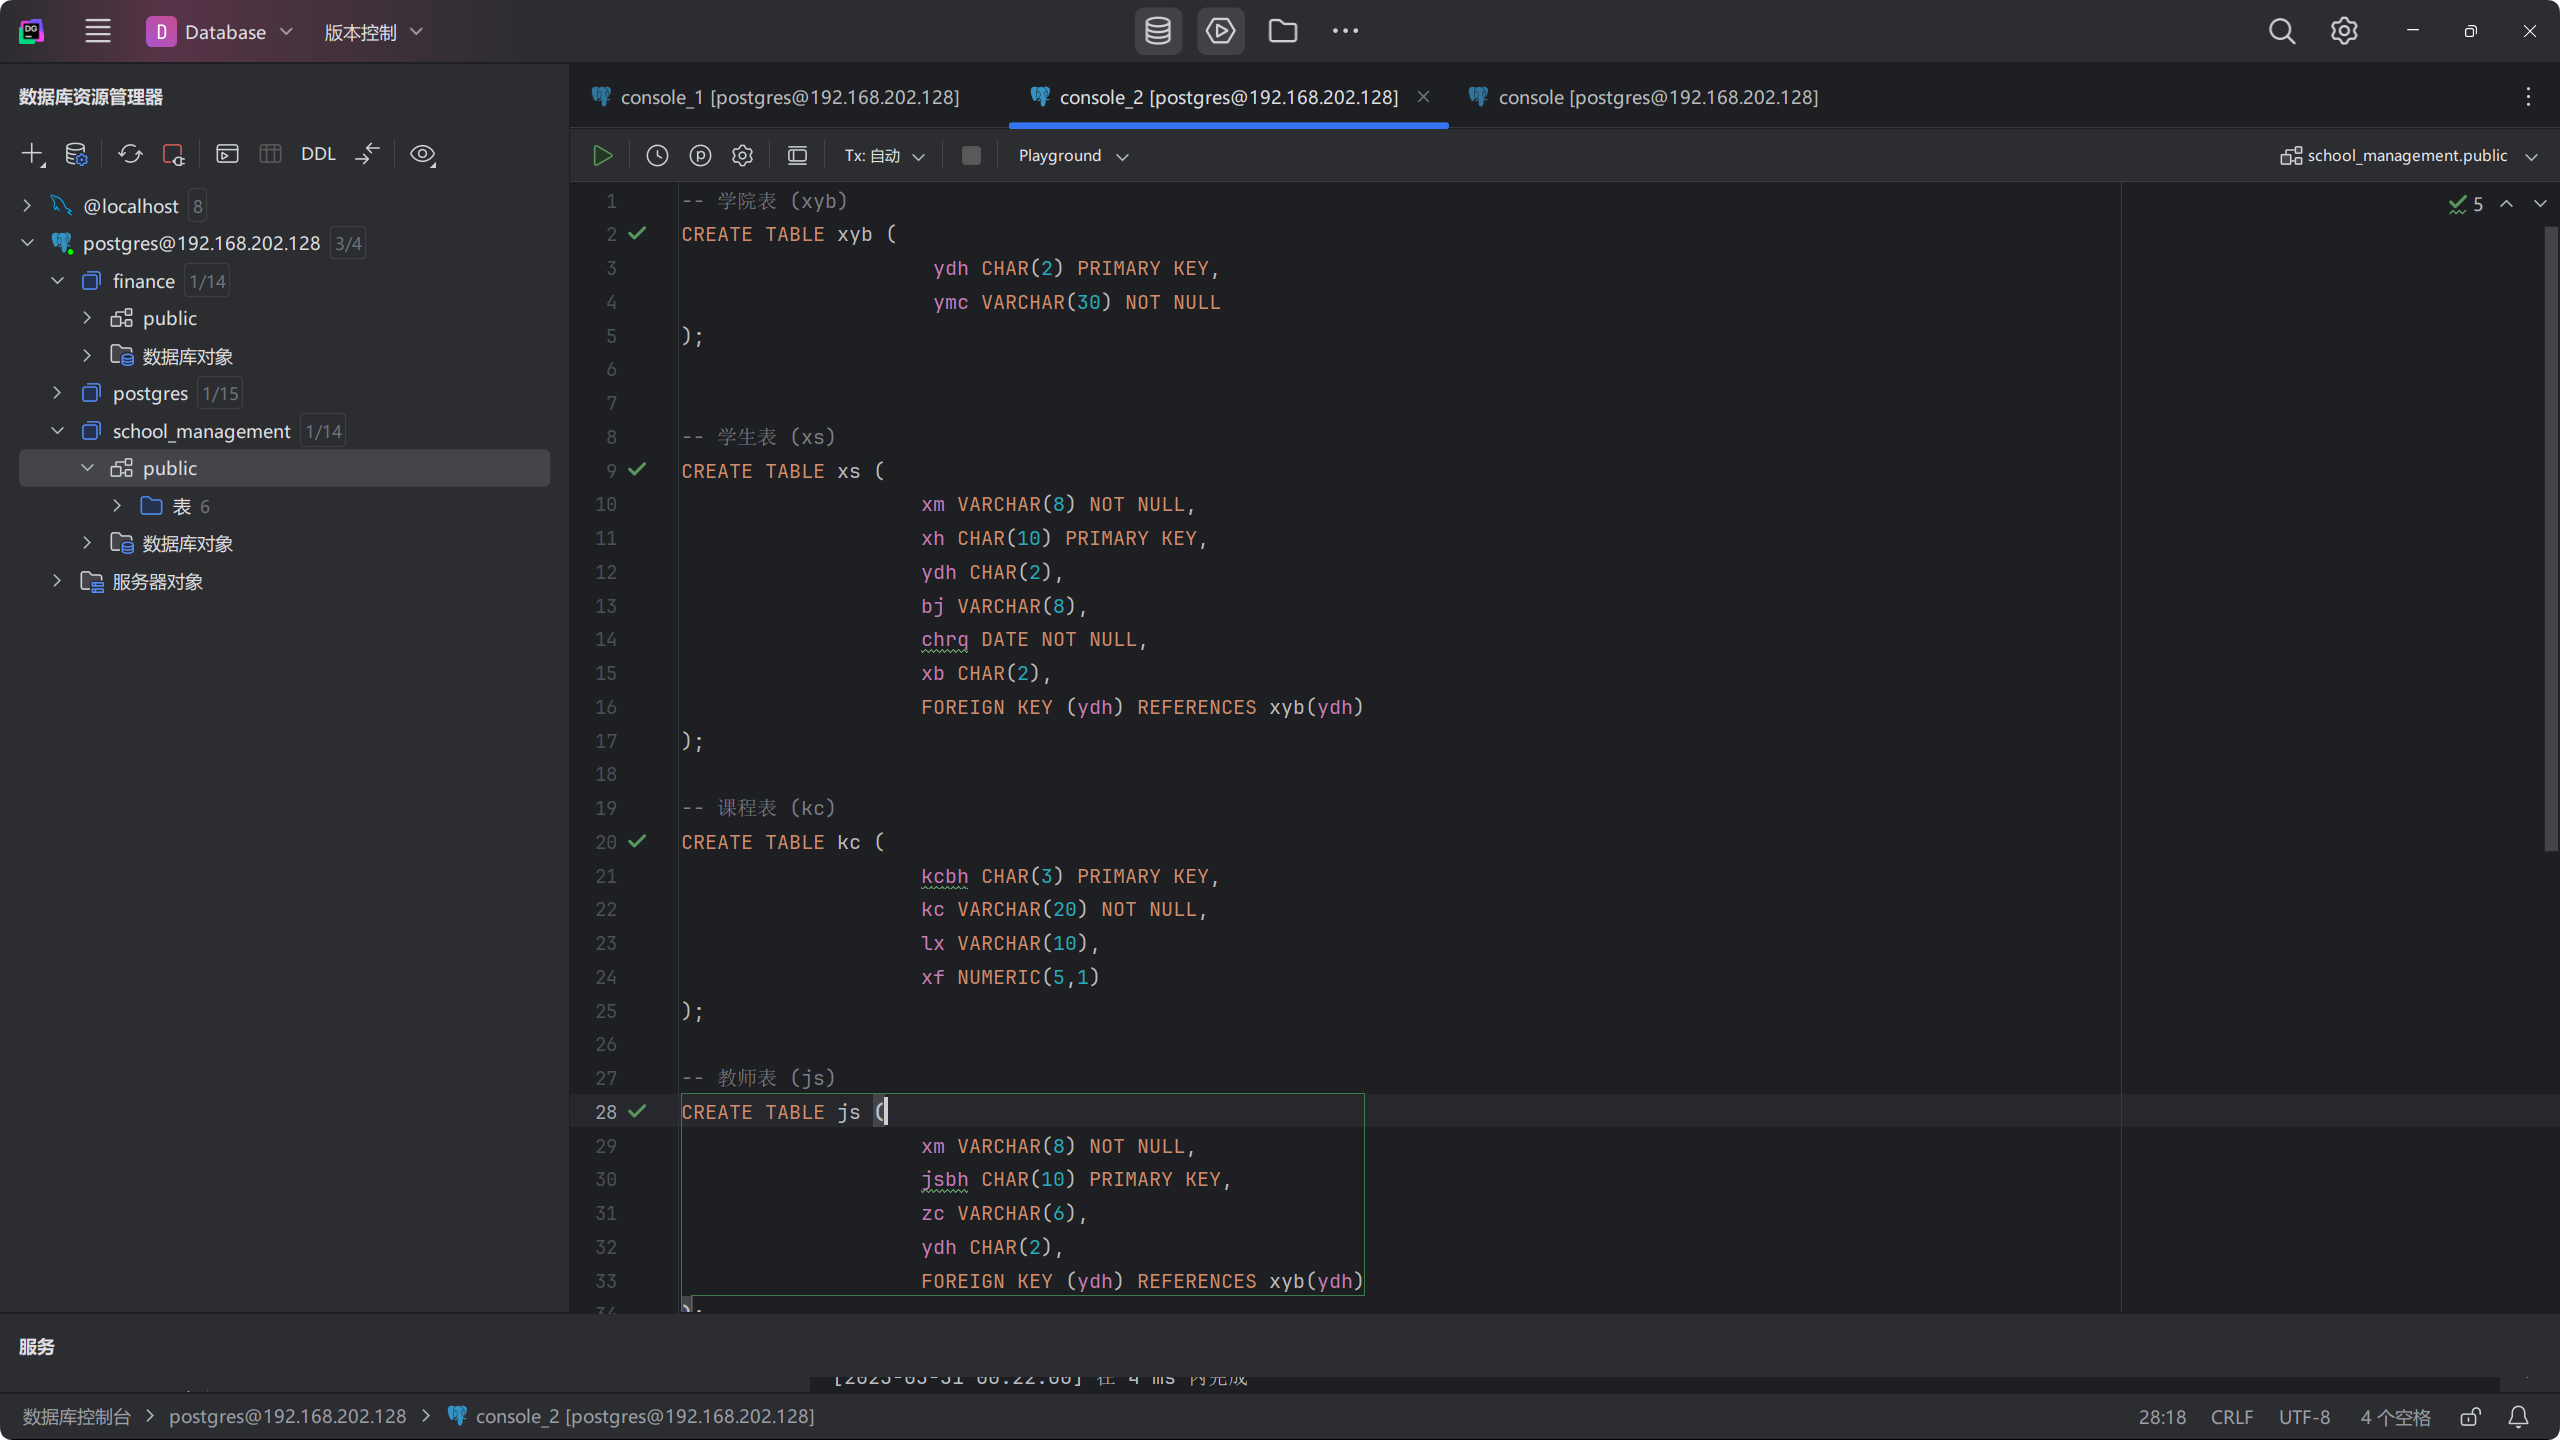 DG
D Database
版本控制
数据库资源管理器
DDL
@localhost 8
postgres@192.168.202.128 3/4
finance 1/14
public
数据库对象
postgres 1/15
school_management 1/14
public
表 6
数据库对象
服务器对象
console_1 [postgres@192.168.202.128]
console_2 [postgres@192.168.202.128]
console [postgres@192.168.202.128]
Tx: 自动
Playground
school_management.public
5
1 -- 学院表 (xyb)
2 CREATE TABLE xyb (
3 ydh CHAR(2) PRIMARY KEY,
4 ymc VARCHAR(30) NOT NULL
5 );
6
7
8 -- 学生表 (xs)
9 CREATE TABLE xs (
10 xm VARCHAR(8) NOT NULL,
11 xh CHAR(10) PRIMARY KEY,
12 ydh CHAR(2),
13 bj VARCHAR(8),
14 chrq DATE NOT NULL,
15 xb CHAR(2),
16 FOREIGN KEY (ydh) REFERENCES xyb(ydh)
17 );
18
19 -- 课程表 (kc)
20 CREATE TABLE kc (
21 kcbh CHAR(3) PRIMARY KEY,
22 kc VARCHAR(20) NOT NULL,
23 lx VARCHAR(10),
24 xf NUMERIC(5,1)
25 );
26
27 -- 教师表 (js)
28 CREATE TABLE js (
29 xm VARCHAR(8) NOT NULL,
30 jsbh CHAR(10) PRIMARY KEY,
31 zc VARCHAR(6),
32 ydh CHAR(2),
33 FOREIGN KEY (ydh) REFERENCES xyb(ydh)
34 );
服务
在 4 ms 内完成
数据库控制台
postgres@192.168.202.128
console_2 [postgres@192.168.202.128]
28:18
CRLF
UTF-8
4 个空格